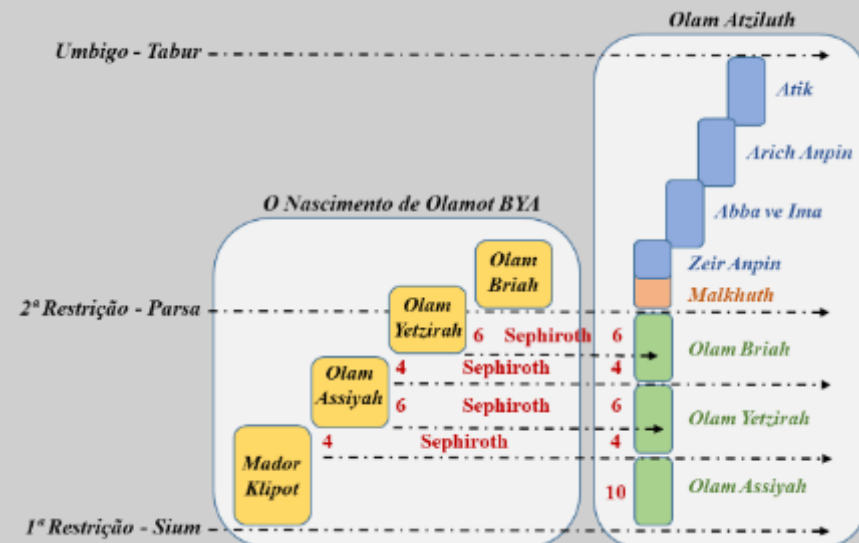 Olam Atziluth
Umbigo - Tabur
Atik
Arich Anpin
Abba ve Ima
Zeir Anpin
Malkhuth
O Nascimento de Olamot BYA
Olam
Briah
Olam
Yetzirah
Olam
Assiyah
Mador
Klipot
2ª Restrição - Parsa
6 Sephiroth 6
4 Sephiroth 4
6 Sephiroth 6
4 Sephiroth 4
10
Olam Briah
Olam Yetzirah
Olam Assiyah
1ª Restrição - Sium